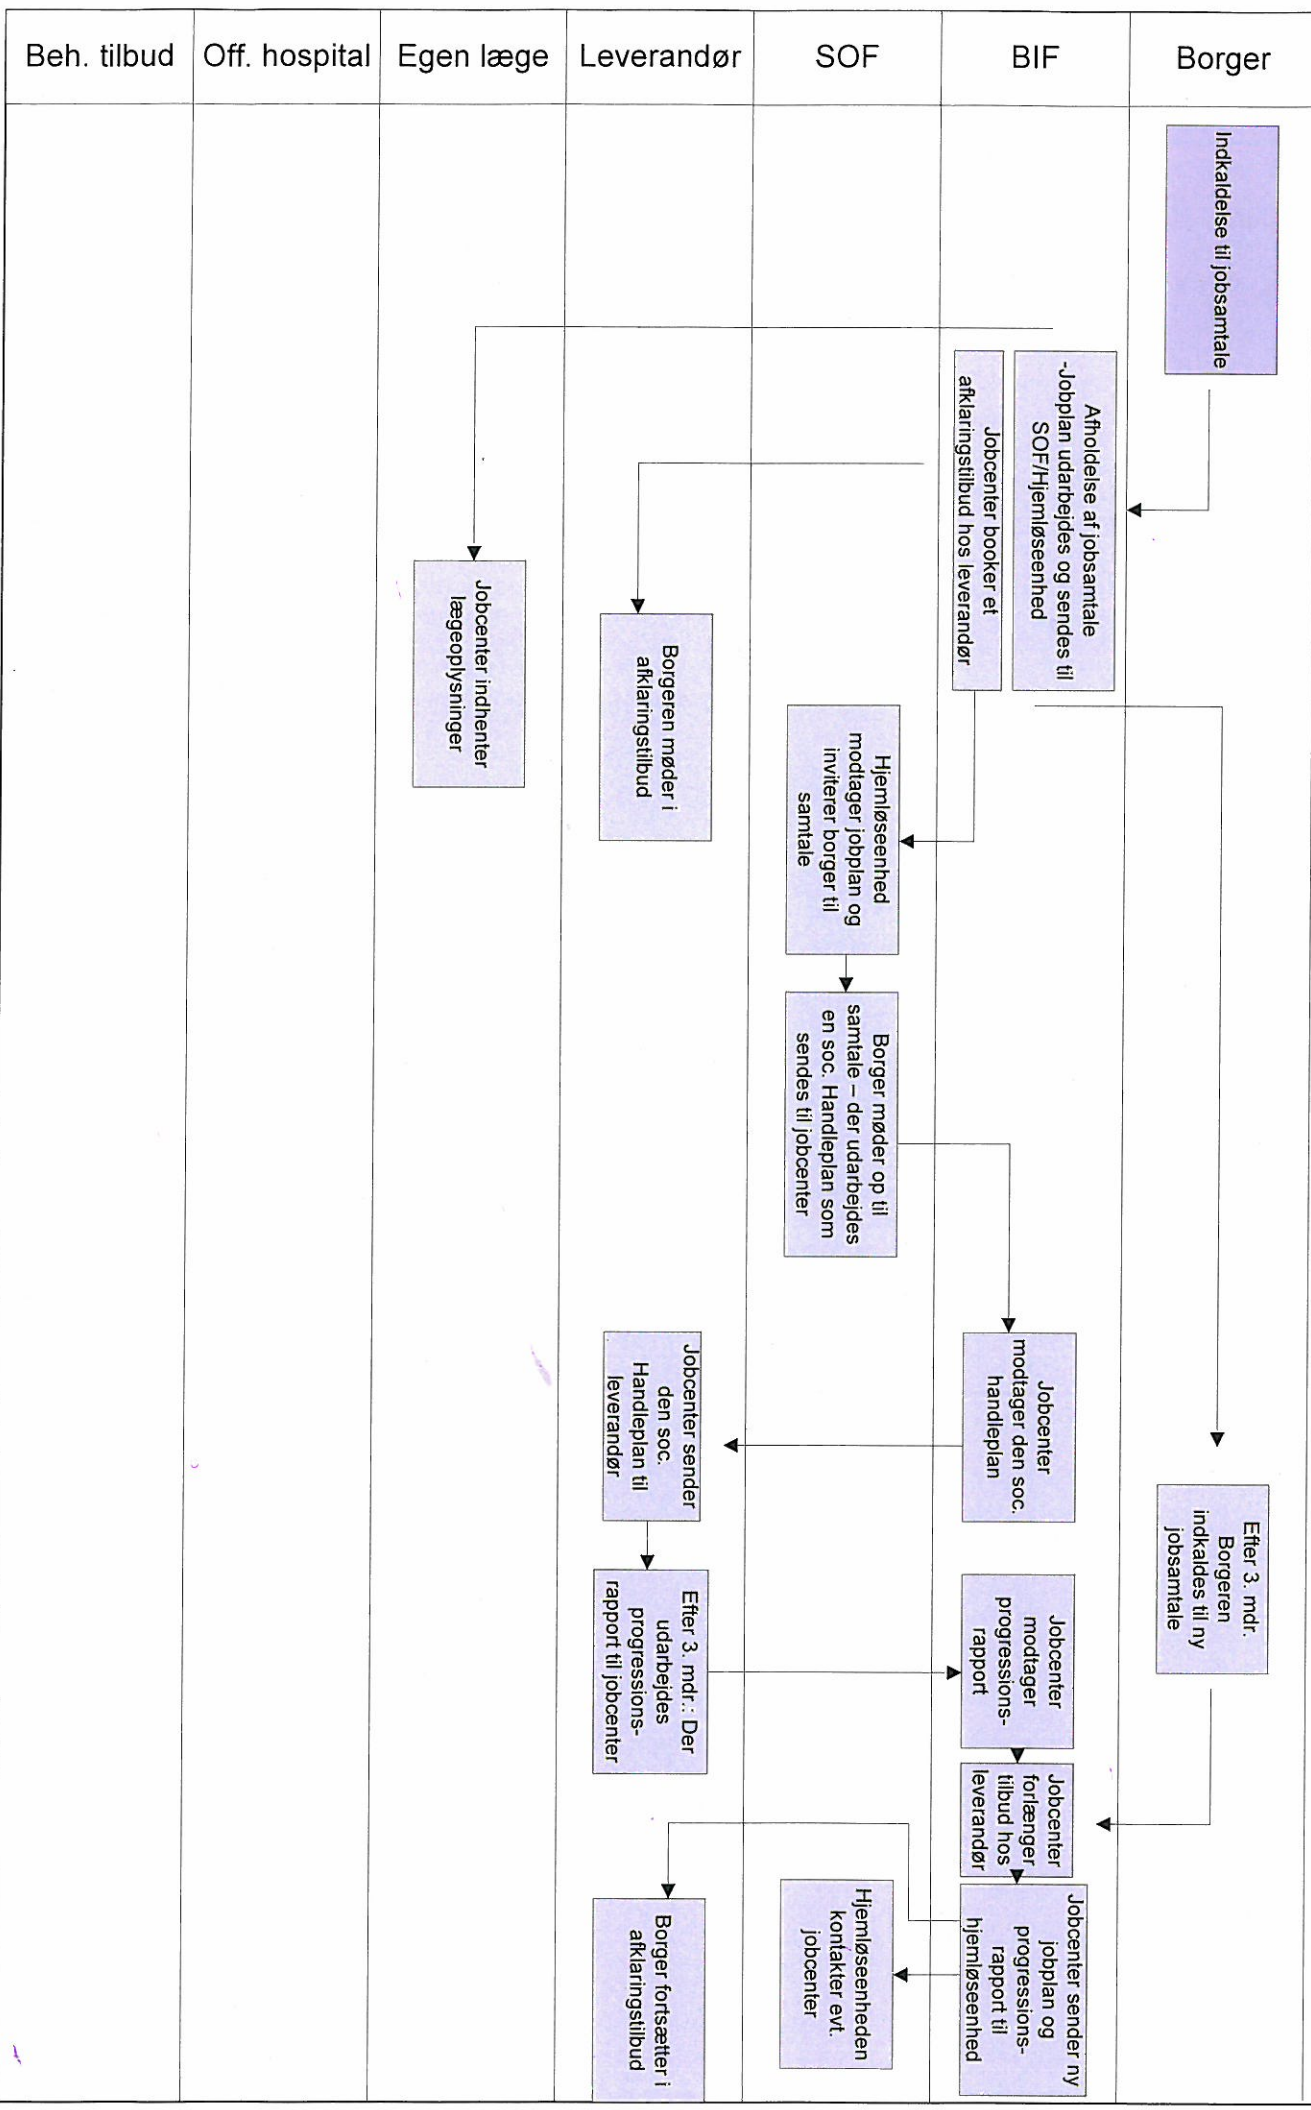 Beh. tilbud
Off. hospital
Egen læge
Leverandør
SOF
BIF
Borger
Indkaldelse til jobsamtale
Afholdelse af jobsamtale
-Jobplan udarbejdes og sendes til
SOF/Hjemløseenhed
Jobcenter booker et
afklaringstilbud hos leverandør
Jobcenter indhenter
lægeoplysninger
Borgeren møder i
afklaringstilbud
Hjemløseenhed
modtager jobplan og
inviterer borger til
samtale
Borger møder op til
samtale – der udarbejdes
en soc. Handleplan som
sendes til jobcenter
Jobcenter
modtager den soc.
handleplan
Jobcenter sender
den soc.
Handleplan til
leverandør
Efter 3. mdr.
Borgeren
indkaldes til ny
jobsamtale
Efter 3. mdr.: Der
udarbejdes
progressions-
rapport til jobcenter
Jobcenter
modtager
progressions-
rapport
Jobcenter
forlænger
tilbud hos
leverandør
Jobcenter sender ny
jobplan og
progressions-
rapport til
hjemløseenhed
Hjemløseenheden
kontakter evt.
jobcenter
Borger fortsætter i
afklaringstilbud